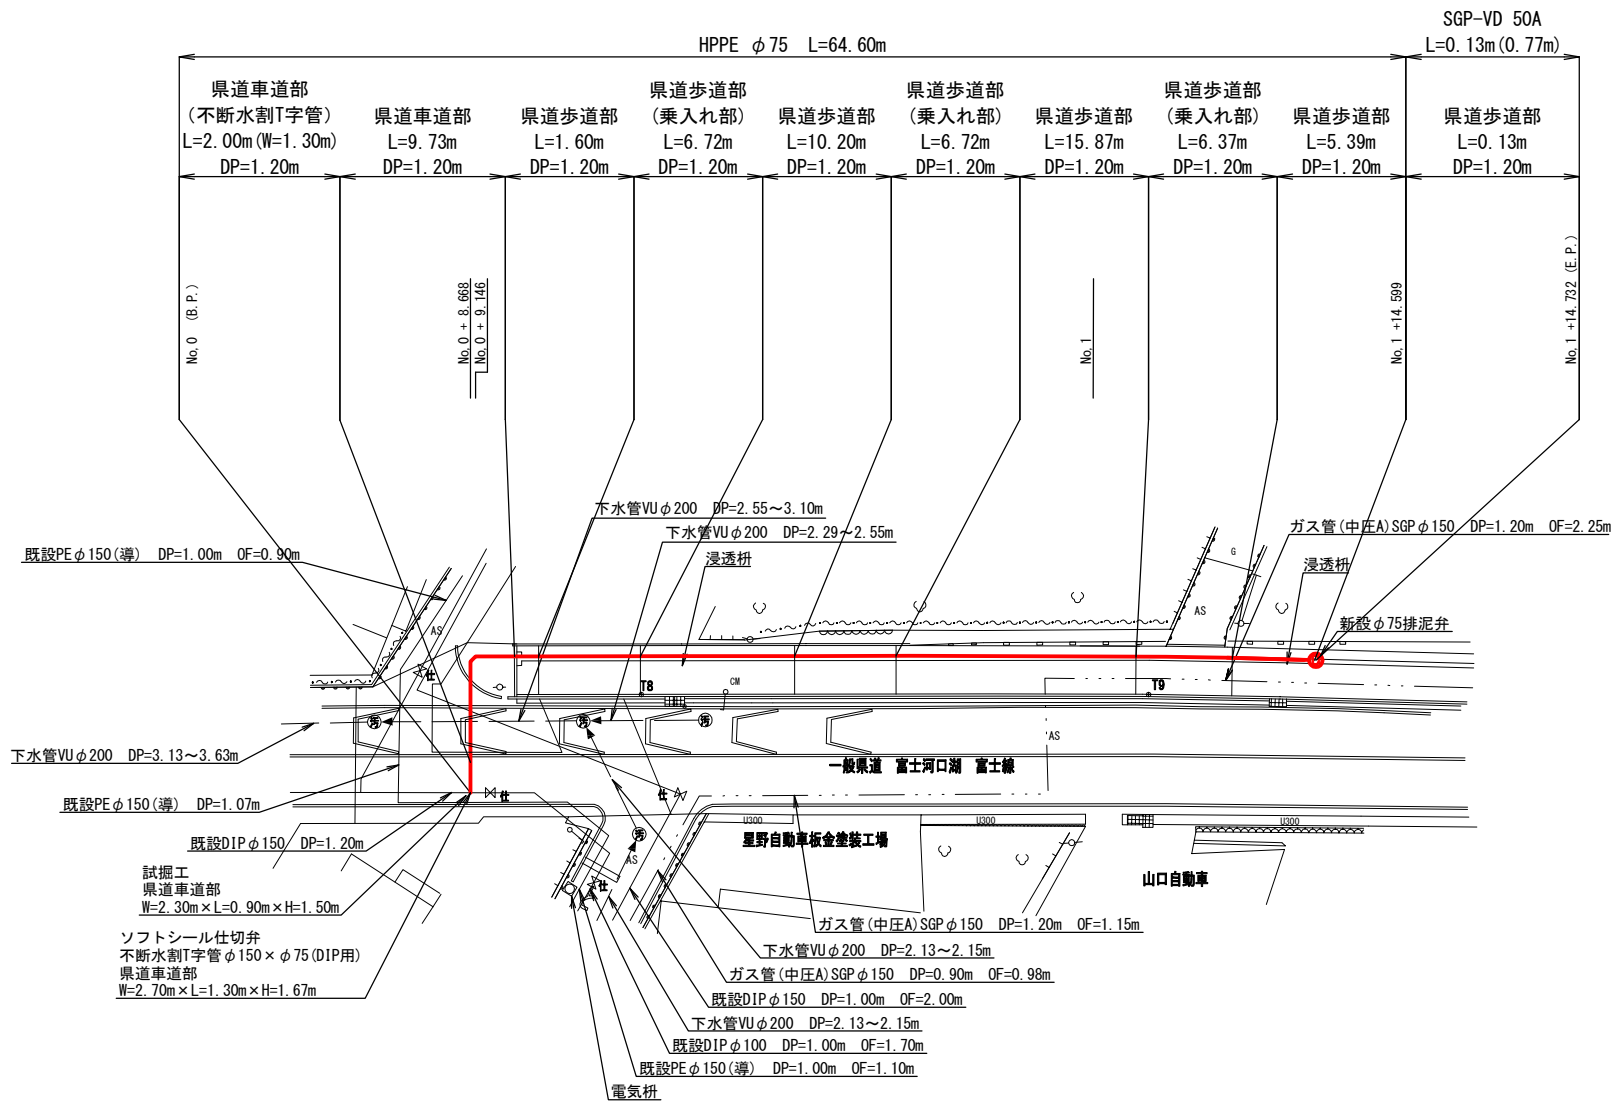 SGP-VD 50A
HPPE φ75 L=64.60m
L=0.13m(0.77m)
県道車道部
(不断水割T字管)
L=2.00m(W=1.30m)
DP=1.20m
県道車道部
L=9.73m
DP=1.20m
県道歩道部
L=1.60m
DP=1.20m
県道歩道部
(乗入れ部)
L=6.72m
DP=1.20m
県道歩道部
L=10.20m
DP=1.20m
県道歩道部
(乗入れ部)
L=6.72m
DP=1.20m
県道歩道部
L=15.87m
DP=1.20m
県道歩道部
(乗入れ部)
L=6.37m
DP=1.20m
県道歩道部
L=5.39m
DP=1.20m
県道歩道部
L=0.13m
DP=1.20m
No,0 (B.P.)
No,0 + 8.668
No,0 + 9.146
No,1
No,1 +14.599
No,1 +14.732 (E.P.)
下水管VUφ200 DP=2.55～3.10m
下水管VUφ200 DP=2.29～2.55m
ガス管(中圧A)SGPφ150 DP=1.20m OF=2.25m
既設PEφ150(導) DP=1.00m OF=0.90m
浸透枡
浸透枡
G
AS
AS
新設φ75排泥弁
仕
T8
CM
T9
汚
汚
汚
AS
下水管VUφ200 DP=3.13～3.63m
一般県道 富士河口湖 富士線
既設PEφ150(導) DP=1.07m
仕
仕
U300
U300
U300
汚
星野自動車板金塗装工場
既設DIPφ150 DP=1.20m
AS
山口自動車
仕
試掘工
県道車道部
W=2.30m×L=0.90m×H=1.50m
ソフトシール仕切弁
不断水割T字管φ150×φ75(DIP用)
県道車道部
W=2.70m×L=1.30m×H=1.67m
ガス管(中圧A)SGPφ150 DP=1.20m OF=1.15m
下水管VUφ200 DP=2.13～2.15m
ガス管(中圧A)SGPφ150 DP=0.90m OF=0.98m
既設DIPφ150 DP=1.00m OF=2.00m
下水管VUφ200 DP=2.13～2.15m
既設DIPφ100 DP=1.00m OF=1.70m
既設PEφ150(導) DP=1.00m OF=1.10m
電気枡